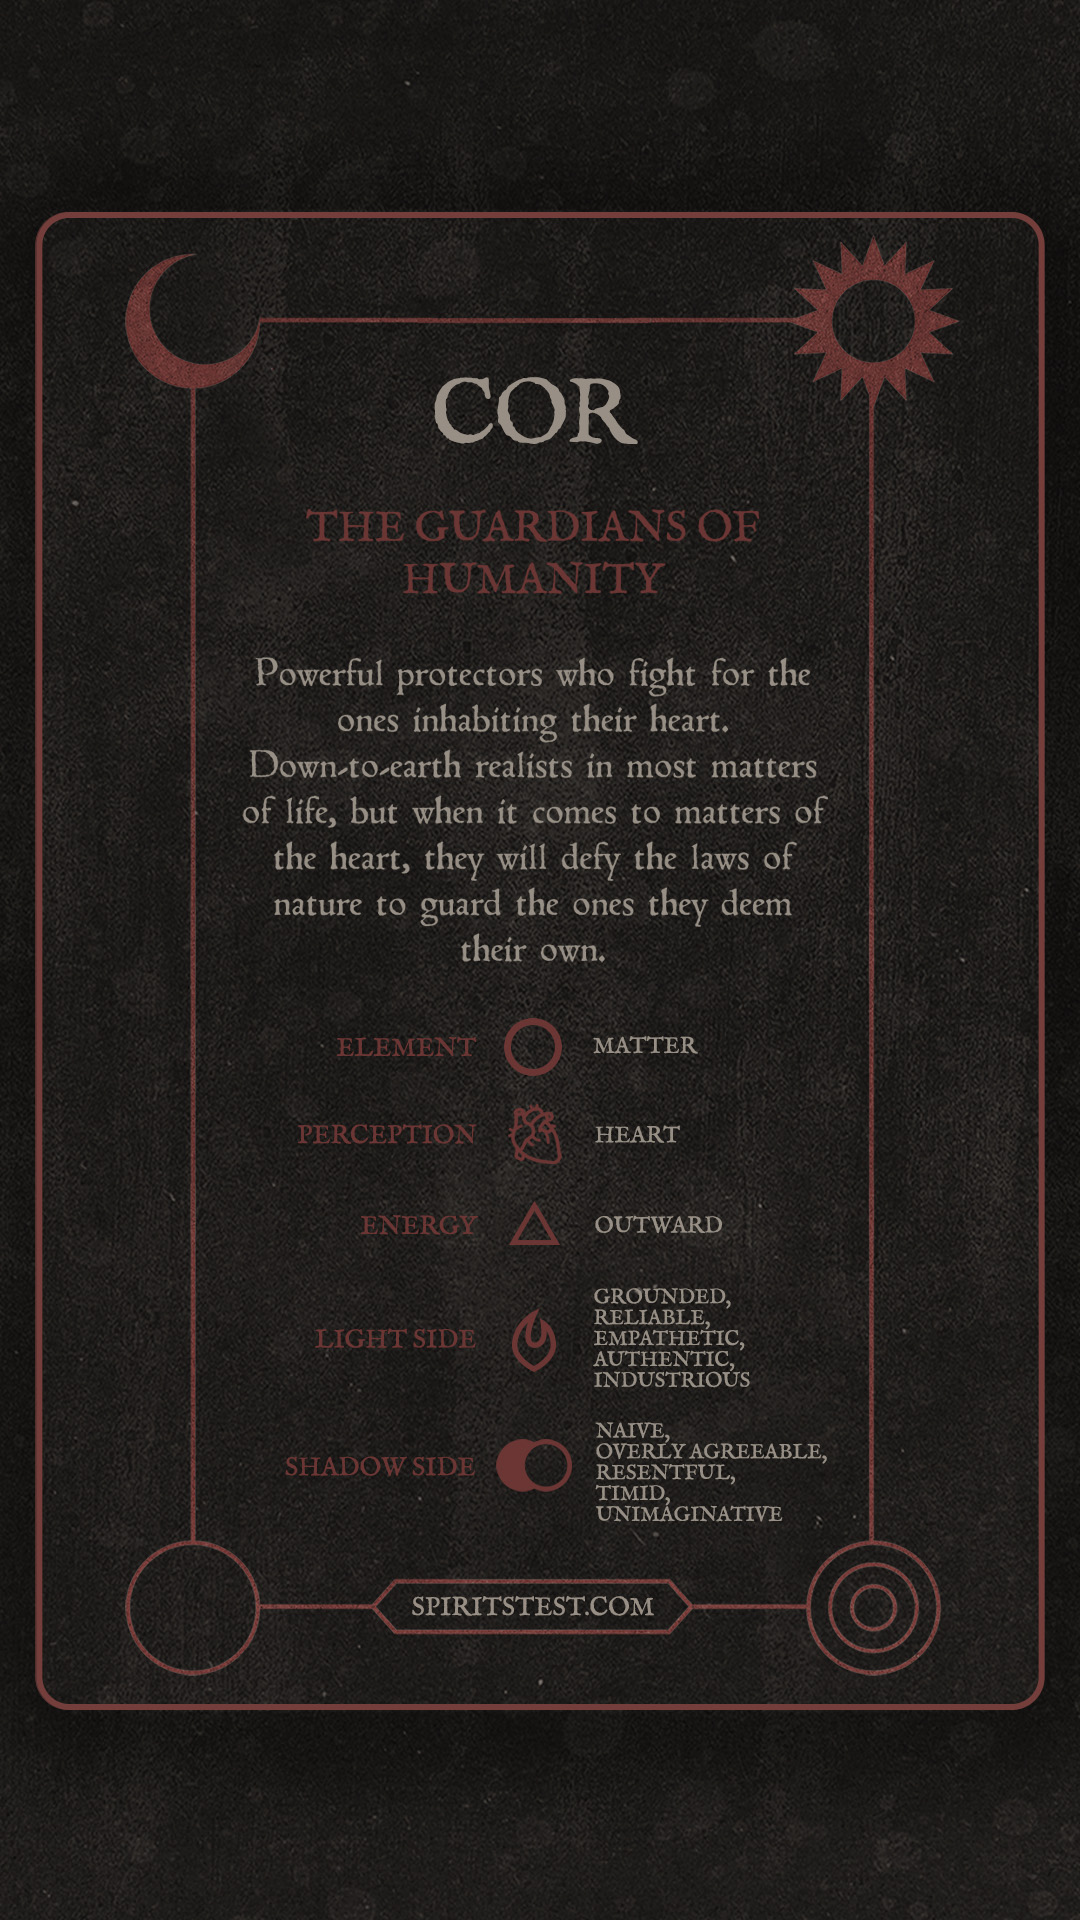 COR
THE GUARDIANS OF
HUMANITY
Powerful protectors who fight for the
ones inhabiting their heart.
Down-to-earth realists in most matters
of life, but when it comes to matters of
the heart, they will defy the laws of
nature to guard the ones they deem
their own.
ELEMENT MATTER
PERCEPTION HEART
ENERGY OUTWARD
LIGHT SIDE
GROUNDED,
RELIABLE,
EMPATHETIC,
AUTHENTIC,
INDUSTRIOUS
SHADOW SIDE
NAIVE,
OVERLY AGREEABLE,
RESENTFUL,
TIMID,
UNIMAGINATIVE
SPIRITSTEST.COM